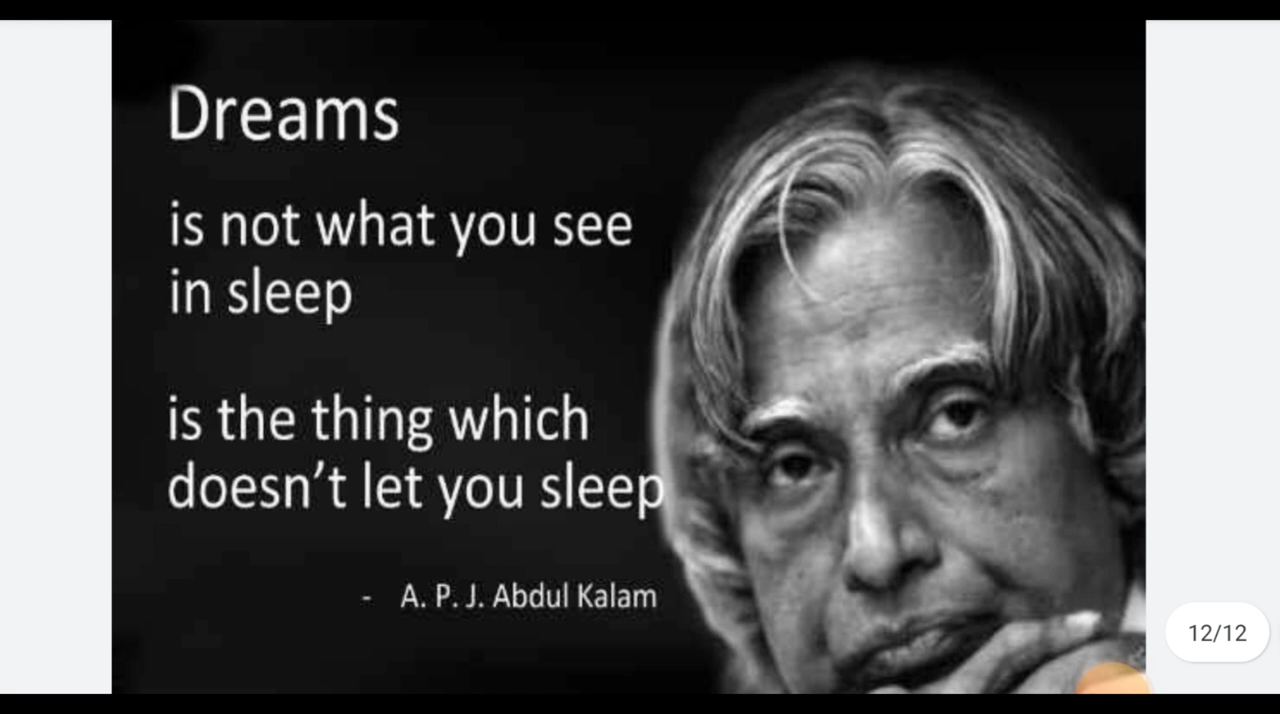 Dreams
is not what you see
in sleep
is the thing which
doesn’t let you sleep
- A. P. J. Abdul Kalam
12/12